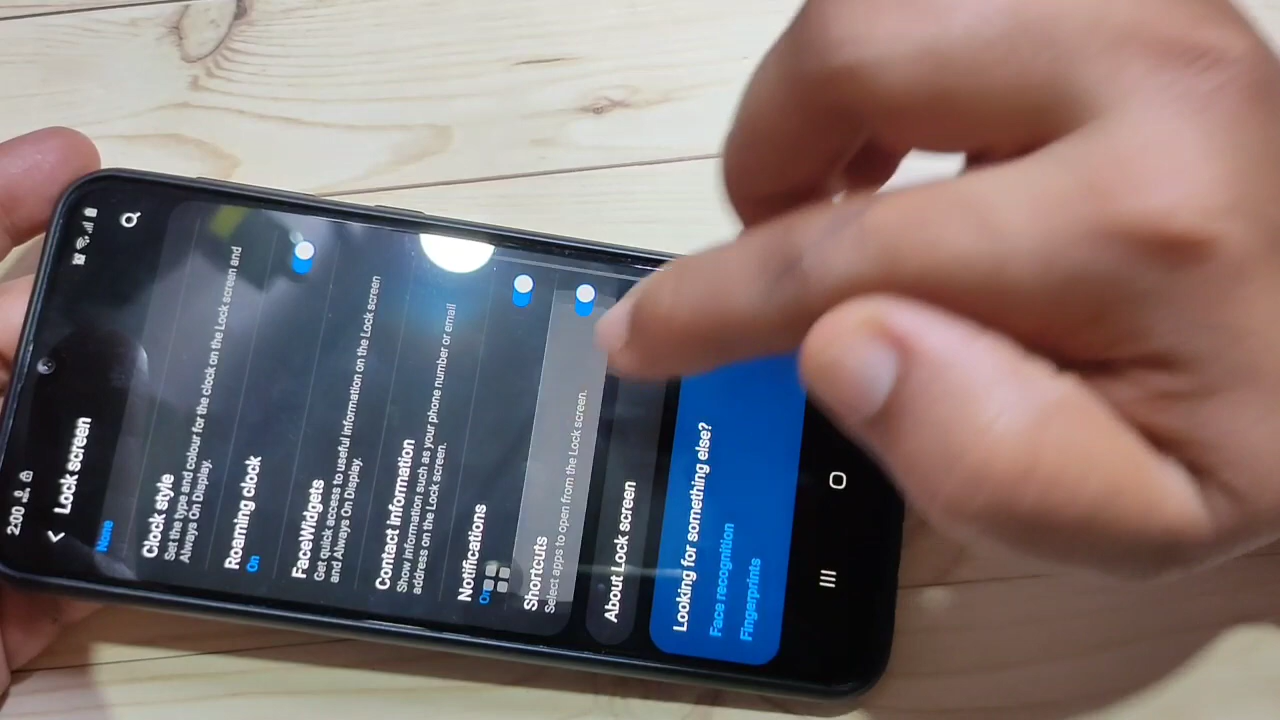 2:00
Lock screen
None
Clock style
Set the type and colour for the clock on the Lock screen and
Always On Display.
Roaming clock
On
FaceWidgets
Get quick access to useful information on the Lock screen
and Always On Display.
Contact information
Show information such as your phone number or email
address on the Lock screen.
Notifications
On
Shortcuts
Select apps to open from the Lock screen.
About Lock screen
Looking for something else?
Face recognition
Fingerprints